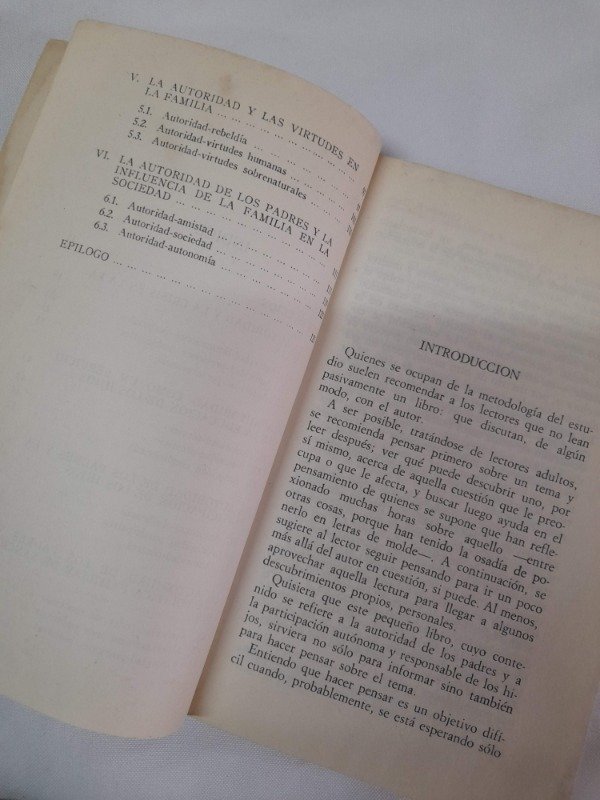 V. LA AUTORIDAD Y LAS VIRTUDES EN
LA FAMILIA ... ... ... ... ... ... ...
5.1. Autoridad-rebeldía ... ... ... ... ...
5.2. Autoridad-virtudes humanas ... ... ...
5.3. Autoridad-virtudes sobrenaturales ...
VI. LA AUTORIDAD DE LOS PADRES Y LA
INFLUENCIA DE LA FAMILIA EN LA
SOCIEDAD ... ... ... ... ... ... ...
6.1. Autoridad-amistad ... ... ... ... ...
6.2. Autoridad-sociedad ... ... ... ... ...
6.3. Autoridad-autonomía ... ... ... ...
EPILOGO ... ... ... ... ... ... ... ...
INTRODUCCION
Quienes se ocupan de la metodología del estu-
dio suelen recomendar a los lectores que no lean
pasivamente un libro: que discutan, de algún
modo, con el autor.
A ser posible, tratándose de lectores adultos,
se recomienda pensar primero sobre un tema y
leer después; ver qué puede descubrir uno, por
sí mismo, acerca de aquella cuestión que le preo-
cupa o que le afecta, y buscar luego ayuda en el
pensamiento de quienes se supone que han refle-
xionado muchas horas sobre aquello —entre
otras cosas, porque han tenido la osadía de po-
nerlo en letras de molde—. A continuación, se
sugiere al lector seguir pensando para ir un poco
más allá del autor en cuestión, si puede. Al menos,
aprovechar aquella lectura para llegar a algunos
descubrimientos propios, personales.
Quisiera que este pequeño libro, cuyo conte-
nido se refiere a la autoridad de los padres y a
la participación autónoma y responsable de los hi-
jos, sirviera no sólo para informar sino también
para hacer pensar sobre el tema.
Entiendo que hacer pensar es un objetivo difí-
cil cuando, probablemente, se está esperando sólo